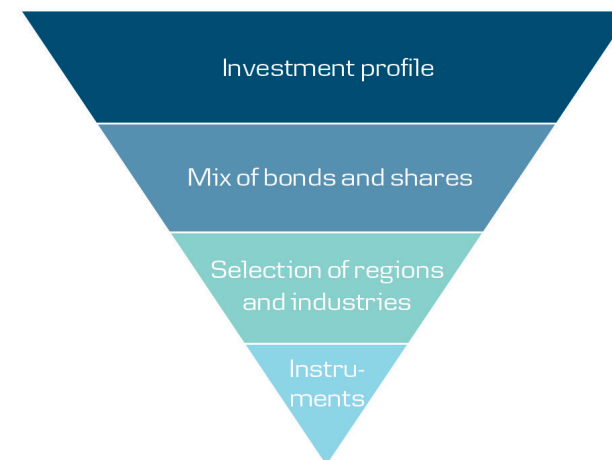 Investment profile
Mix of bonds and shares
Selection of regions
and industries
Instru-
ments